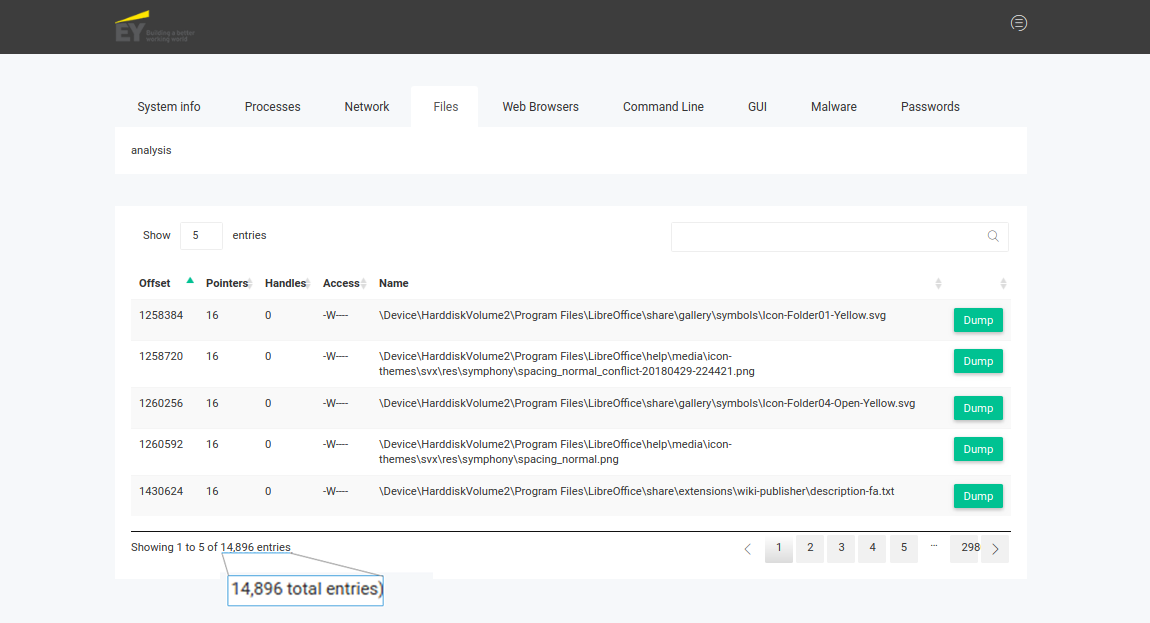 EY Building a better
working world
System info Processes Network Files Web Browsers Command Line GUI Malware Passwords
analysis
Show 5 entries
Offset Pointers Handles Access Name
1258384 16 0 -W---- \Device\HarddiskVolume2\Program Files\LibreOffice\share\gallery\symbols\Icon-Folder01-Yellow.svg Dump
1258720 16 0 -W---- \Device\HarddiskVolume2\Program Files\LibreOffice\help\media\icon-
themes\svx\res\symphony\spacing_normal_conflict-20180429-224421.png Dump
1260256 16 0 -W---- \Device\HarddiskVolume2\Program Files\LibreOffice\share\gallery\symbols\Icon-Folder04-Open-Yellow.svg Dump
1260592 16 0 -W---- \Device\HarddiskVolume2\Program Files\LibreOffice\help\media\icon-
themes\svx\res\symphony\spacing_normal.png Dump
1430624 16 0 -W---- \Device\HarddiskVolume2\Program Files\LibreOffice\share\extensions\wiki-publisher\description-fa.txt Dump
Showing 1 to 5 of 14,896 entries 1 2 3 4 5 ... 298
14,896 total entries)